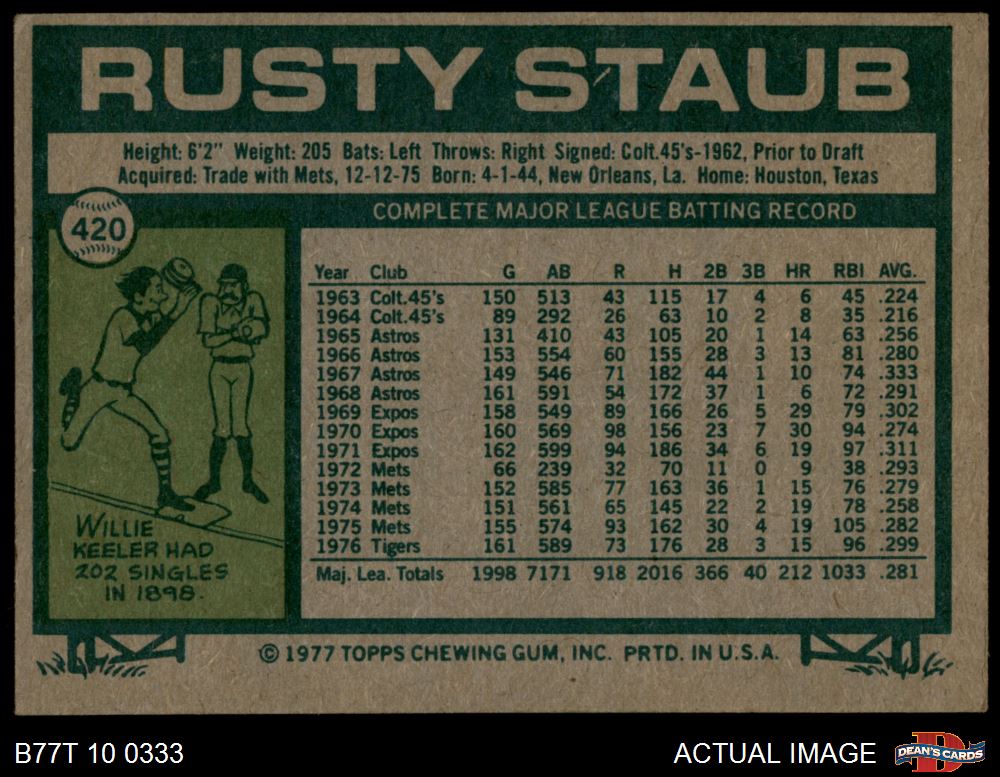 RUSTY STAUB
Height: 6'2" Weight: 205 Bats: Left Throws: Right Signed: Colt.45's-1962, Prior to Draft
Acquired: Trade with Mets, 12-12-75 Born: 4-1-44, New Orleans, La. Home: Houston, Texas
420
COMPLETE MAJOR LEAGUE BATTING RECORD
Year Club G AB R H 2B 3B HR RBI AVG.
1963 Colt.45's 150 513 43 115 17 4 6 45 .224
1964 Colt.45's 89 292 26 63 10 2 8 35 .216
1965 Astros 131 410 43 105 20 1 14 63 .256
1966 Astros 153 554 60 155 28 3 13 81 .280
1967 Astros 149 546 71 182 44 1 10 74 .333
1968 Astros 161 591 54 172 37 1 6 72 .291
1969 Expos 158 549 89 166 26 5 29 79 .302
1970 Expos 160 569 98 156 23 7 30 94 .274
1971 Expos 162 599 94 186 34 6 19 97 .311
1972 Mets 66 239 32 70 11 0 9 38 .293
1973 Mets 152 585 77 163 36 1 15 76 .279
1974 Mets 151 561 65 145 22 2 19 78 .258
1975 Mets 155 574 93 162 30 4 19 105 .282
1976 Tigers 161 589 73 176 28 3 15 96 .299
Maj. Lea. Totals 1998 7171 918 2016 366 40 212 1033 .281
WILLIE
KEELER HAD
202 SINGLES
IN 1898.
© 1977 TOPPS CHEWING GUM, INC. PRTD. IN U.S.A.
B77T 10 0333
ACTUAL IMAGE
D
DEAN'S CARDS